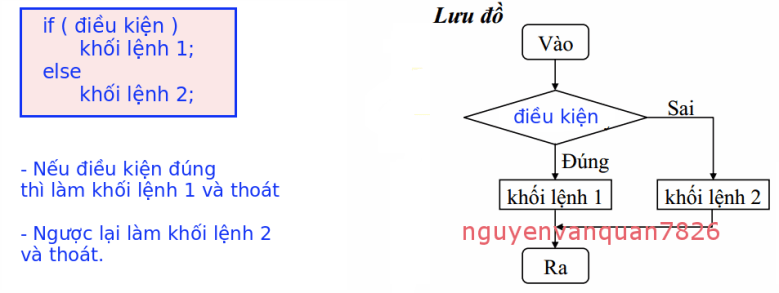 if ( điều kiện )
khối lệnh 1;
else
khối lệnh 2;
- Nếu điều kiện đúng
thì làm khối lệnh 1 và thoát
- Ngược lại làm khối lệnh 2
và thoát.
Lưu đồ
Vào
điều kiện
Sai
Đúng
khối lệnh 1
khối lệnh 2
nguyenvanquan7826
Ra